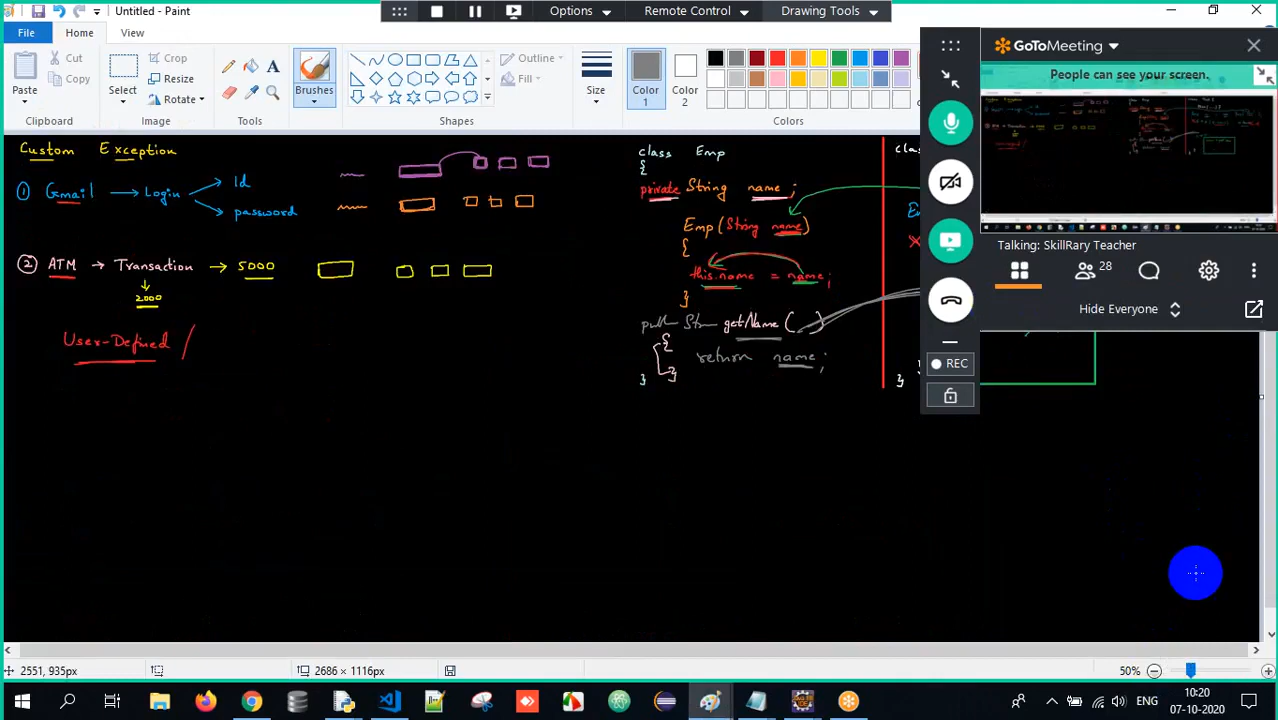 Untitled - Paint
Options
Remote Control
Drawing Tools
File
Home
View
Paste
Cut
Copy
Clipboard
Select
Crop
Resize
Rotate
Image
Tools
Brushes
Outline
Fill
Shapes
Size
Color 1
Color 2
Colors
GoToMeeting
People can see your screen.
Talking: SkillRary Teacher
28
Hide Everyone
REC
Custom Exception
① Gmail → Login
Id
password
② ATM → Transaction → 5000
2000
User-Defined /
class Emp
{
private String name;
Emp(String name)
{
this.name = name;
}
getName( )
{
return name;
}
}
}
2551, 935px
2686 × 1116px
50%
ENG
10:20
07-10-2020